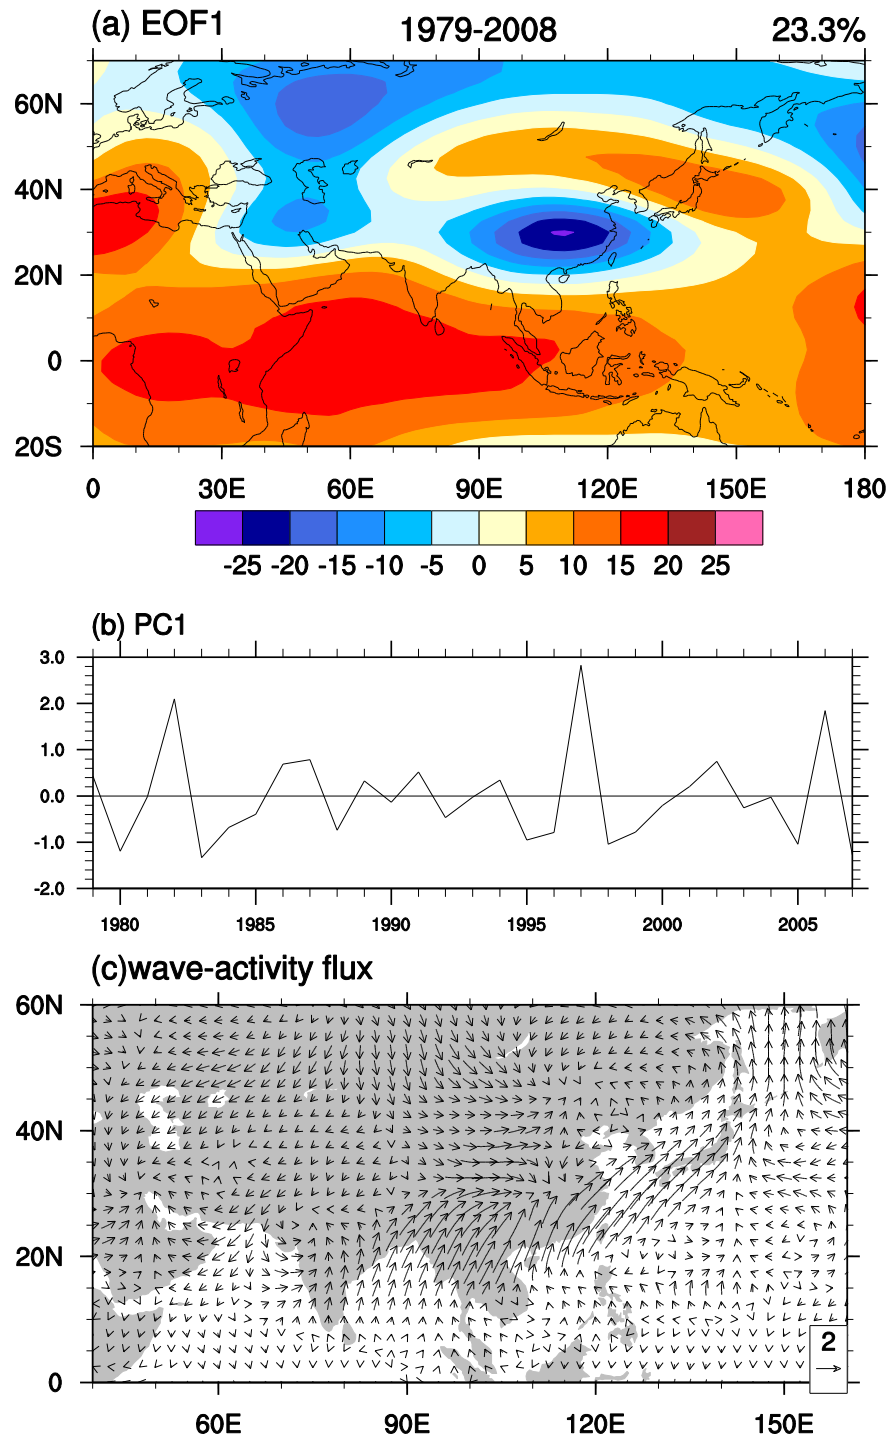 (a) EOF1 1979-2008 23.3%
60N
40N
20N
0
20S
0 30E 60E 90E 120E 150E 180
-25 -20 -15 -10 -5 0 5 10 15 20 25
(b) PC1
3.0
2.0
1.0
0.0
-1.0
-2.0
1980 1985 1990 1995 2000 2005
(c)wave-activity flux
60N
40N
20N
0
2
60E 90E 120E 150E